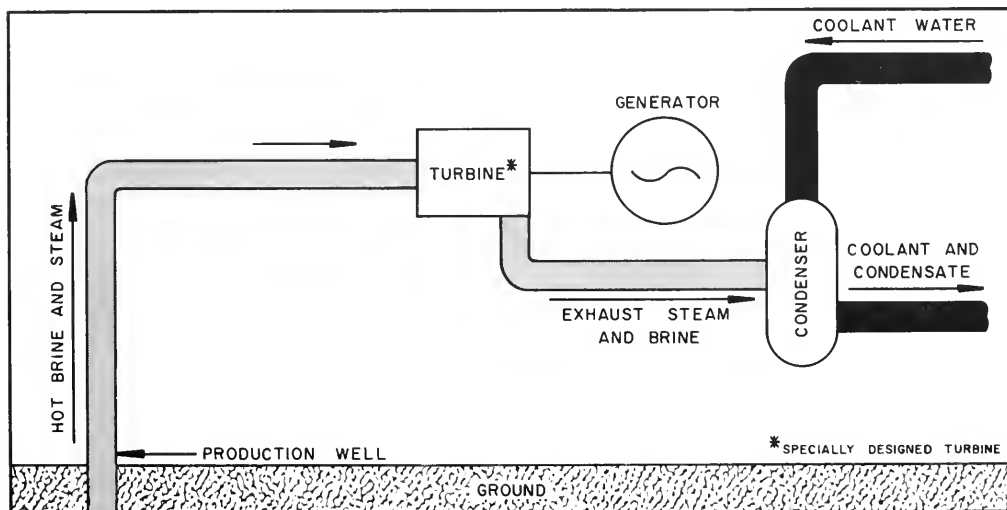 COOLANT WATER
GENERATOR
TURBINE*
HOT BRINE AND STEAM
CONDENSER
COOLANT AND
CONDENSATE
EXHAUST STEAM
AND BRINE
PRODUCTION WELL
*SPECIALLY DESIGNED TURBINE
GROUND